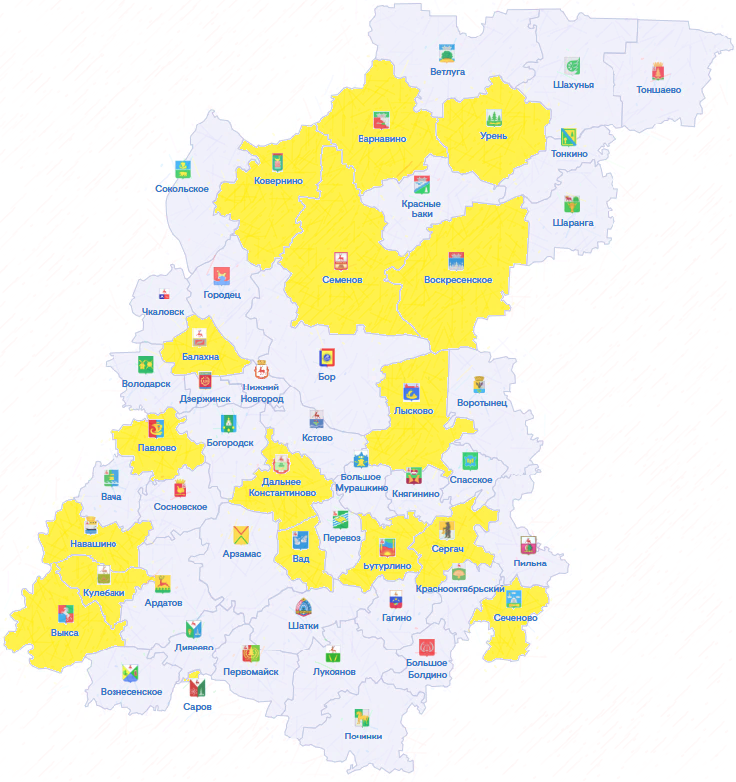 Ветлуга
Шахунья
Тоншаево
Варнавино
Урень
Тонкино
Сокольское
Ковернино
Красные
Баки
Шаранга
Семенов
Воскресенское
Городец
Чкаловск
Балахна
Володарск
Дзержинск
Нижний
Новгород
Бор
Лысково
Воротынец
Павлово
Богородск
Кстово
Дальнее
Константиново
Большое
Мурашкино
Княгинино
Спасское
Вача
Сосновское
Навашино
Арзамас
Вад
Перевоз
Бутурлино
Сергач
Пильна
Кулебаки
Ардатов
Краснооктябрьский
Выкса
Шатки
Гагино
Сеченово
Дивеево
Вознесенское
Первомайск
Лукоянов
Большое
Болдино
Саров
Починки